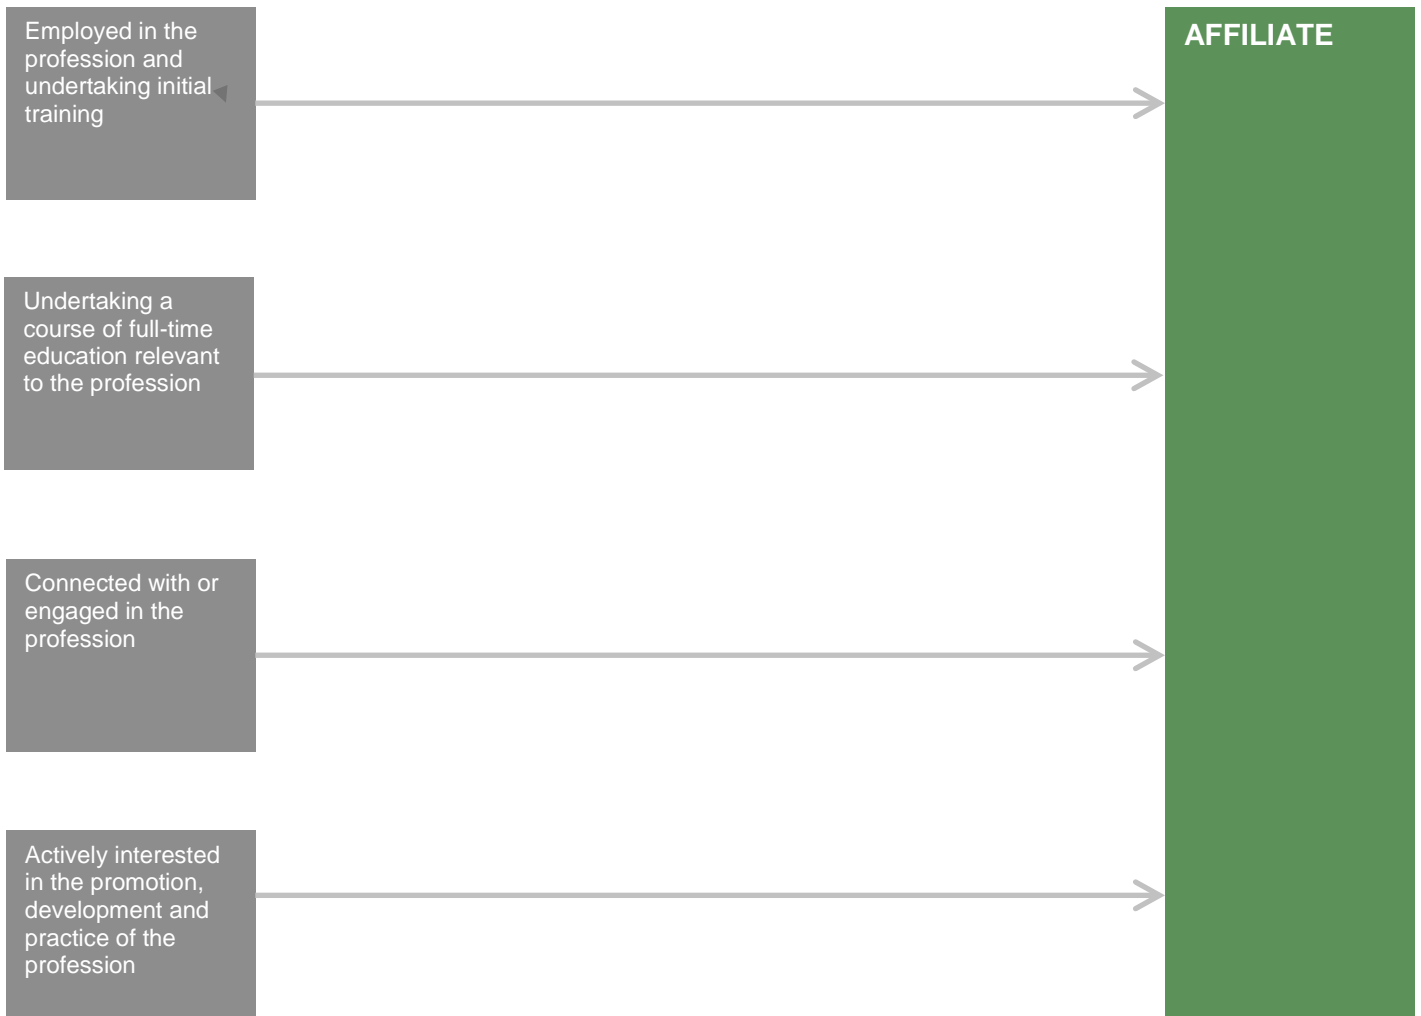 Employed in the
profession and
undertaking initial
training
AFFILIATE
Undertaking a
course of full-time
education relevant
to the profession
Connected with or
engaged in the
profession
Actively interested
in the promotion,
development and
practice of the
profession